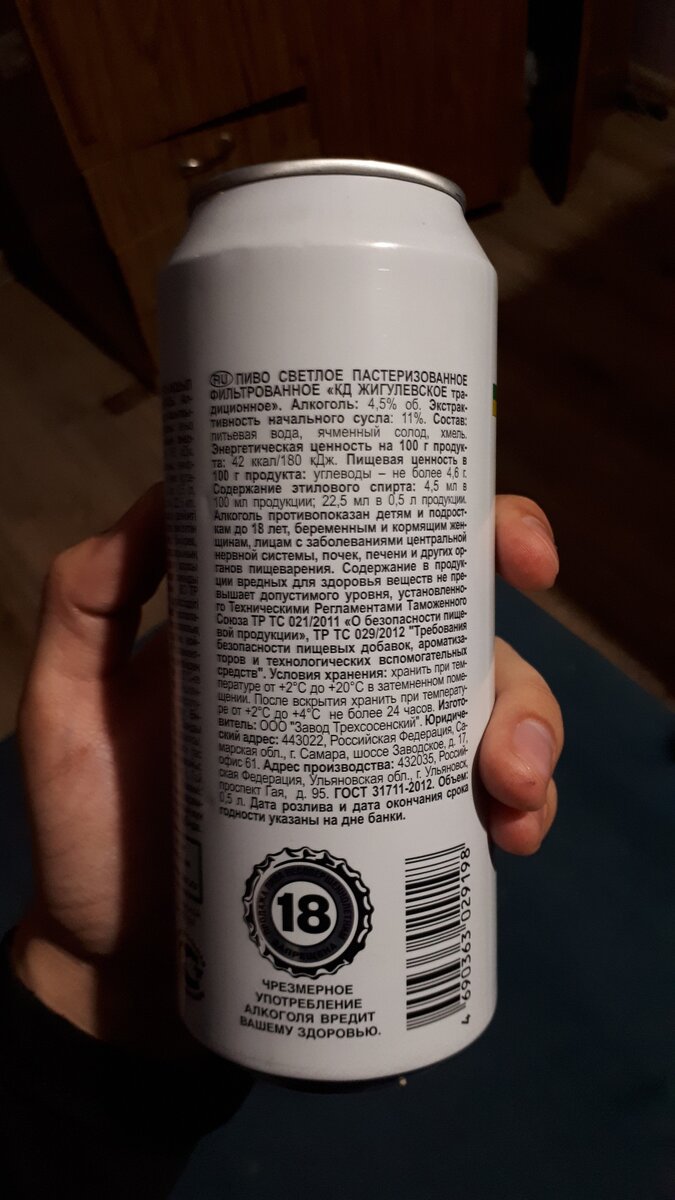 RU ПИВО СВЕТЛОЕ ПАСТЕРИЗОВАННОЕ
ФИЛЬТРОВАННОЕ «КД ЖИГУЛЕВСКОЕ тра-
диционное». Алкоголь: 4,5% об. Экстрак-
тивность начального сусла: 11%. Состав:
питьевая вода, ячменный солод, хмель.
Энергетическая ценность на 100 г продук-
та: 42 ккал/180 кДж. Пищевая ценность в
100 г продукта: углеводы – не более 4,6 г.
Содержание этилового спирта: 4,5 мл в
100 мл продукции; 22,5 мл в 0,5 л продукции.
Алкоголь противопоказан детям и подрост-
кам до 18 лет, беременным и кормящим жен-
щинам, лицам с заболеваниями центральной
нервной системы, почек, печени и других ор-
ганов пищеварения. Содержание в продук-
ции вредных для здоровья веществ не пре-
вышает допустимого уровня, установленно-
го Техническими Регламентами Таможенного
Союза ТР ТС 021/2011 «О безопасности пище-
вой продукции», ТР ТС 029/2012 "Требования
безопасности пищевых добавок, ароматиза-
торов и технологических вспомогательных
средств". Условия хранения: хранить при тем-
пературе от +2°С до +20°С в затемненном поме-
щении. После вскрытия хранить при температу-
ре от +2°С до +4°С не более 24 часов. Изгото-
витель: ООО "Завод Трехсосенский". Юридиче-
ский адрес: 443022, Российская Федерация, Са-
марская обл., г. Самара, шоссе Заводское, д. 17,
офис 61. Адрес производства: 432035, Россий-
ская Федерация, Ульяновская обл., г. Ульяновск,
проспект Гая, д. 95. ГОСТ 31711-2012. Объем:
0,5 л. Дата розлива и дата окончания срока
годности указаны на дне банки.
18
ЗАПРЕЩЕНА
ЧРЕЗМЕРНОЕ
УПОТРЕБЛЕНИЕ
АЛКОГОЛЯ ВРЕДИТ
ВАШЕМУ ЗДОРОВЬЮ.
4 690363 029198